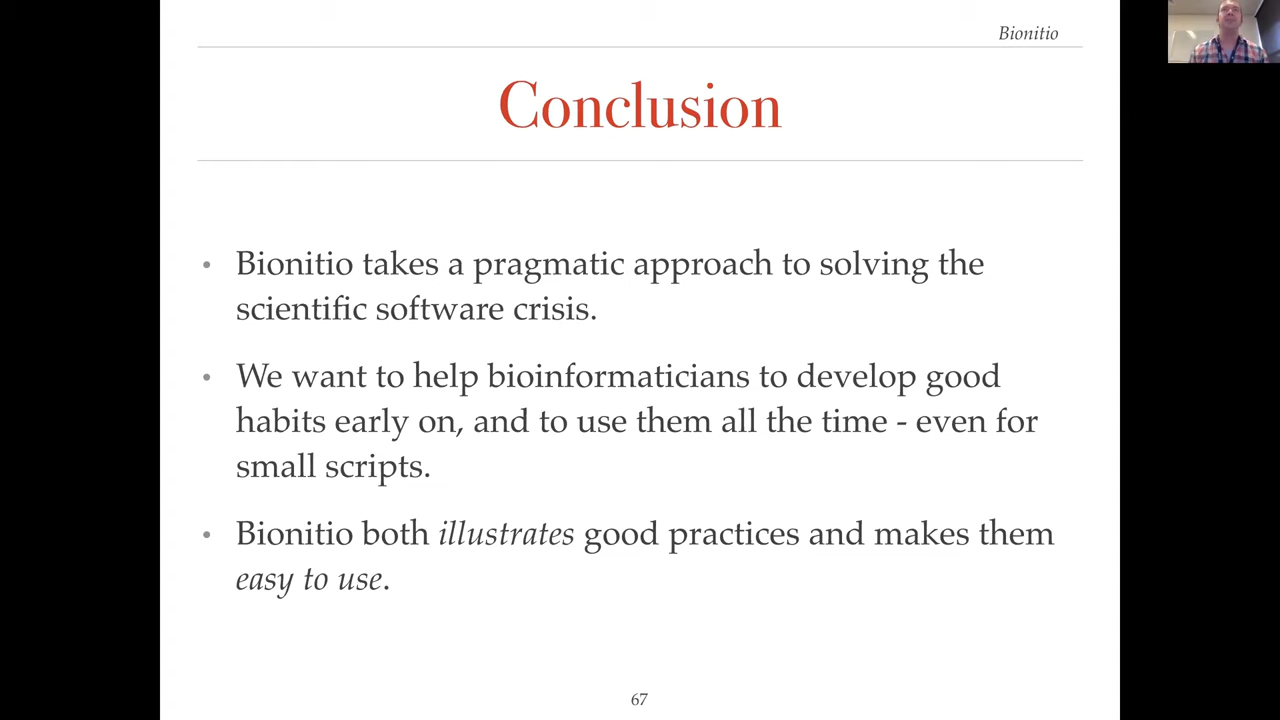 Bionitio
Conclusion
• Bionitio takes a pragmatic approach to solving the
scientific software crisis.
• We want to help bioinformaticians to develop good
habits early on, and to use them all the time - even for
small scripts.
• Bionitio both illustrates good practices and makes them
easy to use.
67